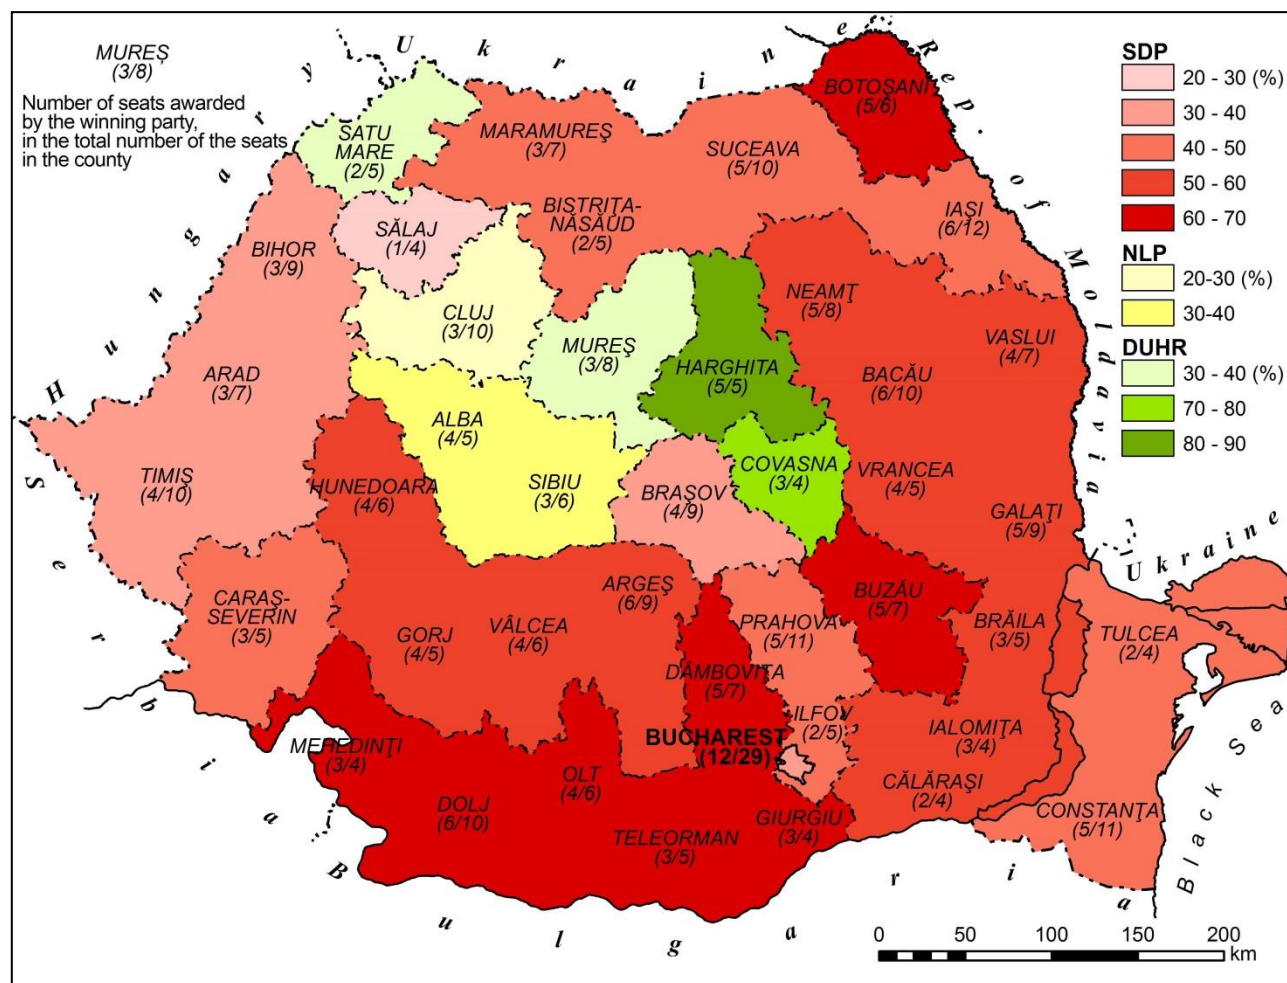 MUREŞ
(3/8)
Number of seats awarded
by the winning party,
in the total number of the seats
in the county
Hungary
Ukraine
Rep. of Moldavia
Ukraine
Black Sea
Bulgaria
Serbia
SATU
MARE
(2/5)
MARAMUREŞ
(3/7)
SUCEAVA
(5/10)
BOTOŞANI
(5/6)
IAŞI
(6/12)
BIHOR
(3/9)
SĂLAJ
(1/4)
BISTRIŢA-
NĂSĂUD
(2/5)
CLUJ
(3/10)
MUREŞ
(3/8)
HARGHITA
(5/5)
NEAMŢ
(5/8)
VASLUI
(4/7)
BACĂU
(6/10)
ARAD
(3/7)
ALBA
(4/5)
TIMIŞ
(4/10)
HUNEDOARA
(4/6)
SIBIU
(3/6)
BRAŞOV
(4/9)
COVASNA
(3/4)
VRANCEA
(4/5)
GALAŢI
(5/9)
CARAŞ-
SEVERIN
(3/5)
GORJ
(4/5)
VÂLCEA
(4/6)
ARGEŞ
(6/9)
PRAHOVA
(5/11)
BUZĂU
(5/7)
BRĂILA
(3/5)
TULCEA
(2/4)
DÂMBOVIŢA
(5/7)
ILFOV
(2/5)
BUCHAREST
(12/29)
IALOMIŢA
(3/4)
CĂLĂRAŞI
(2/4)
CONSTANŢA
(5/11)
MEHEDINŢI
(3/4)
DOLJ
(6/10)
OLT
(4/6)
TELEORMAN
(3/5)
GIURGIU
(3/4)
SDP
20 - 30 (%)
30 - 40
40 - 50
50 - 60
60 - 70
NLP
20-30 (%)
30-40
DUHR
30 - 40 (%)
70 - 80
80 - 90
0 50 100 150 200
km